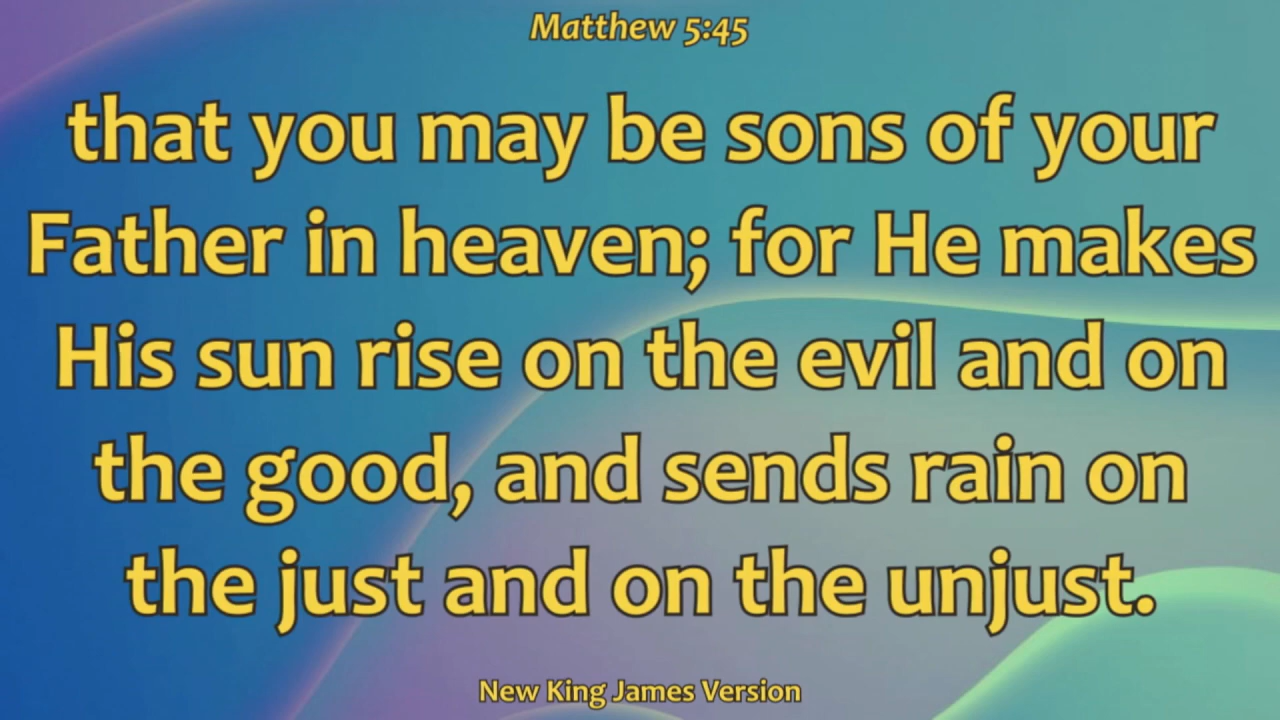 Matthew 5:45
that you may be sons of your
Father in heaven; for He makes
His sun rise on the evil and on
the good, and sends rain on
the just and on the unjust.
New King James Version